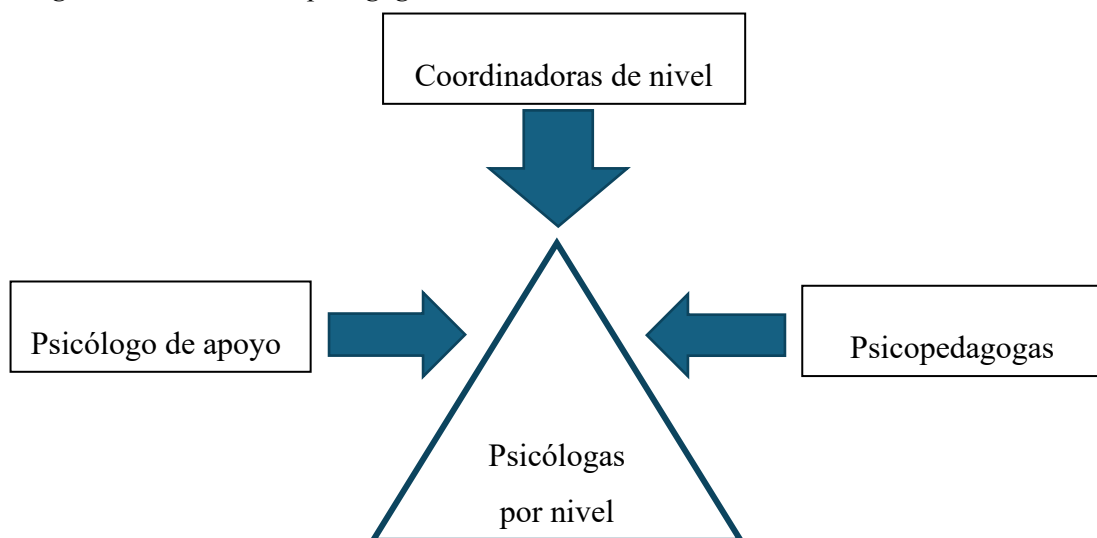 Coordinadoras de nivel
Psicólogo de apoyo
Psicopedagogas
Psicólogas
por nivel